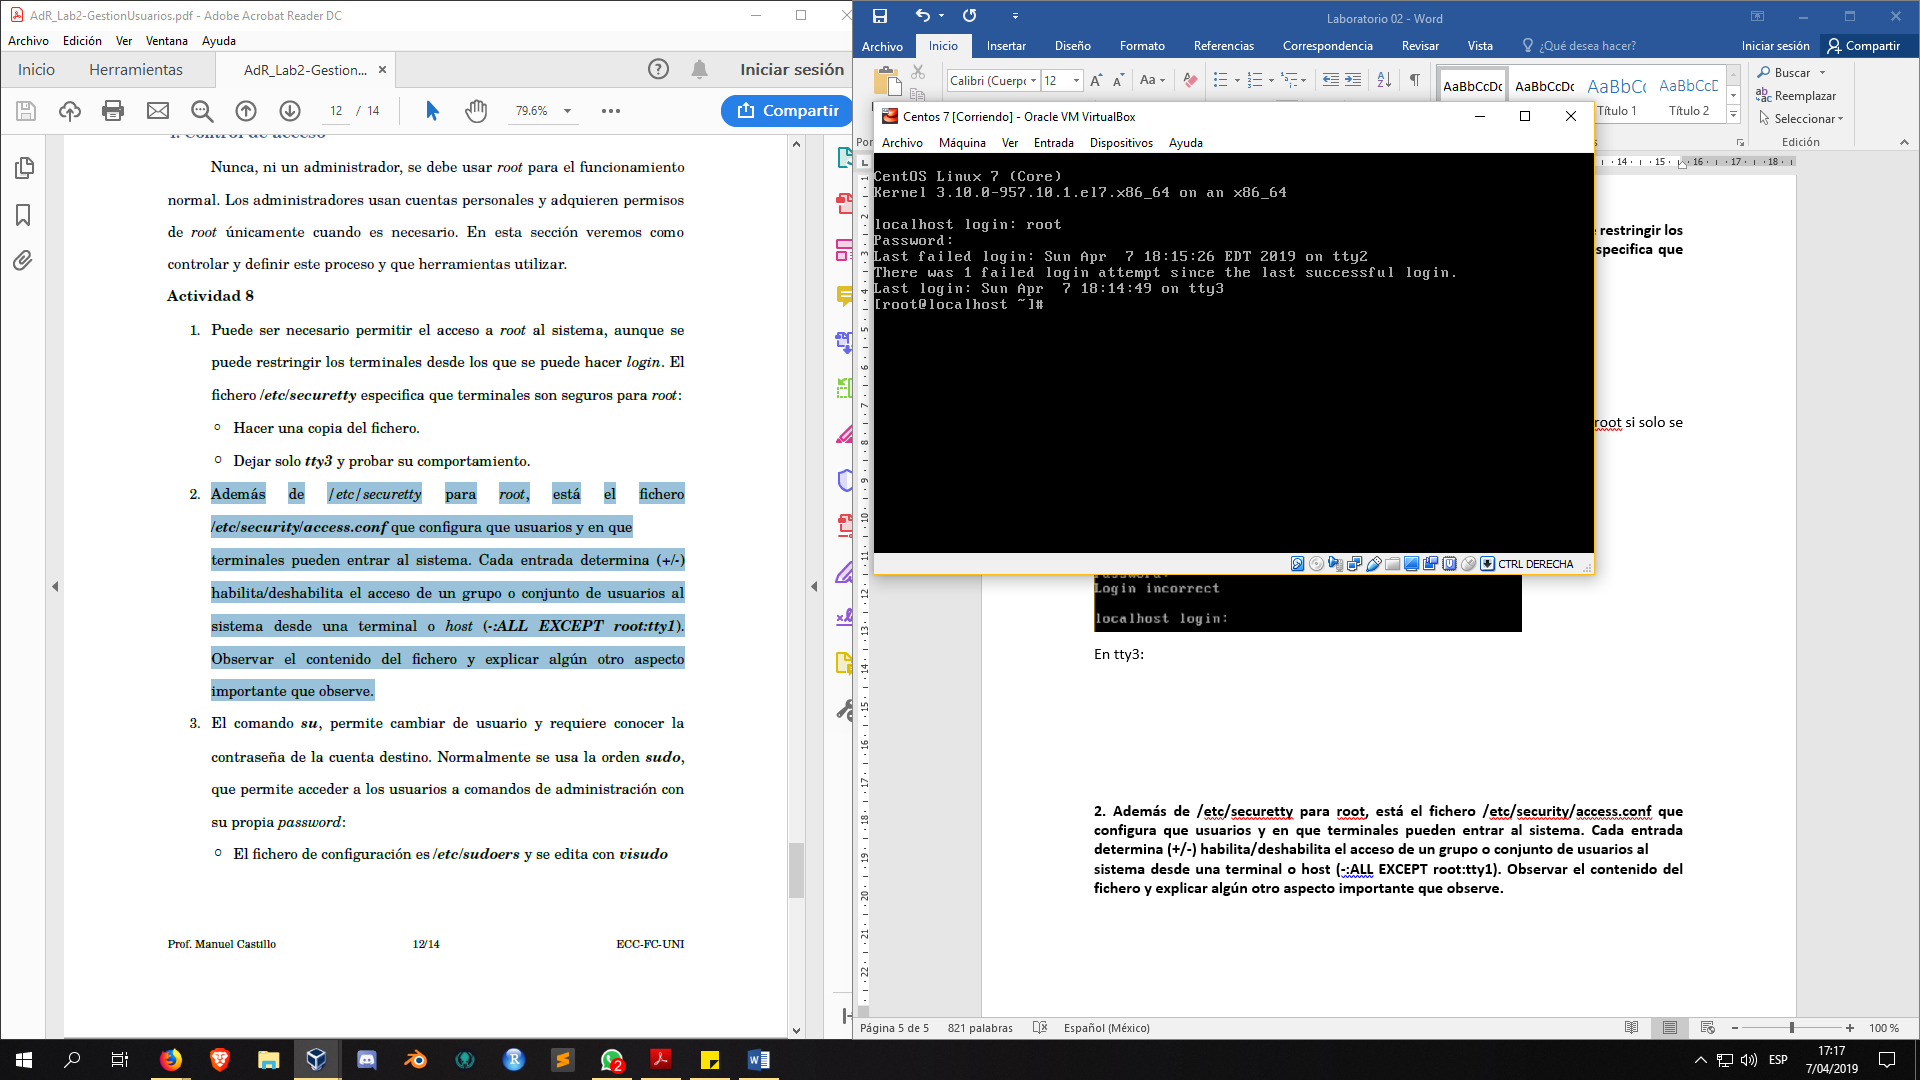 AdR_Lab2-GestionUsuarios.pdf - Adobe Acrobat Reader DC
Archivo Edición Ver Ventana Ayuda
Inicio Herramientas AdR_Lab2-Gestion... × Iniciar sesión
12 / 14 79.6% Compartir
Nunca, ni un administrador, se debe usar root para el funcionamiento
normal. Los administradores usan cuentas personales y adquieren permisos
de root únicamente cuando es necesario. En esta sección veremos como
controlar y definir este proceso y que herramientas utilizar.
Actividad 8
1. Puede ser necesario permitir el acceso a root al sistema, aunque se
puede restringir los terminales desde los que se puede hacer login. El
fichero /etc/securetty especifica que terminales son seguros para root:
○ Hacer una copia del fichero.
○ Dejar solo tty3 y probar su comportamiento.
2. Además de /etc/securetty para root, está el fichero
/etc/security/access.conf que configura que usuarios y en que
terminales pueden entrar al sistema. Cada entrada determina (+/-)
habilita/deshabilita el acceso de un grupo o conjunto de usuarios al
sistema desde una terminal o host (-:ALL EXCEPT root:tty1).
Observar el contenido del fichero y explicar algún otro aspecto
importante que observe.
3. El comando su, permite cambiar de usuario y requiere conocer la
contraseña de la cuenta destino. Normalmente se usa la orden sudo,
que permite acceder a los usuarios a comandos de administración con
su propia password:
○ El fichero de configuración es /etc/sudoers y se edita con visudo
Prof. Manuel Castillo 12/14 ECC-FC-UNI
Laboratorio 02 - Word
Archivo Inicio Insertar Diseño Formato Referencias Correspondencia Revisar Vista ¿Qué desea hacer? Iniciar sesión Compartir
Calibri (Cuerpo 12 Aa AaBbCcDc AaBbCcDc AaBbCc AaBbCcC Buscar
Título 1 Título 2 Reemplazar
Seleccionar
Edición
14 15 16 17 18
Centos 7 [Corriendo] - Oracle VM VirtualBox
Archivo Máquina Ver Entrada Dispositivos Ayuda
CentOS Linux 7 (Core)
Kernel 3.10.0-957.10.1.el7.x86_64 on an x86_64
localhost login: root
Password:
Last failed login: Sun Apr  7 18:15:26 EDT 2019 on tty2
There was 1 failed login attempt since the last successful login.
Last login: Sun Apr  7 18:14:49 on tty3
[root@localhost ~]#
CTRL DERECHA
restringir los
specifica que
root si solo se
Login incorrect
localhost login:
En tty3:
2. Además de /etc/securetty para root, está el fichero /etc/security/access.conf que
configura que usuarios y en que terminales pueden entrar al sistema. Cada entrada
determina (+/-) habilita/deshabilita el acceso de un grupo o conjunto de usuarios al
sistema desde una terminal o host (-:ALL EXCEPT root:tty1). Observar el contenido del
fichero y explicar algún otro aspecto importante que observe.
Página 5 de 5 821 palabras Español (México) 100 %
2 ESP 17:17
7/04/2019